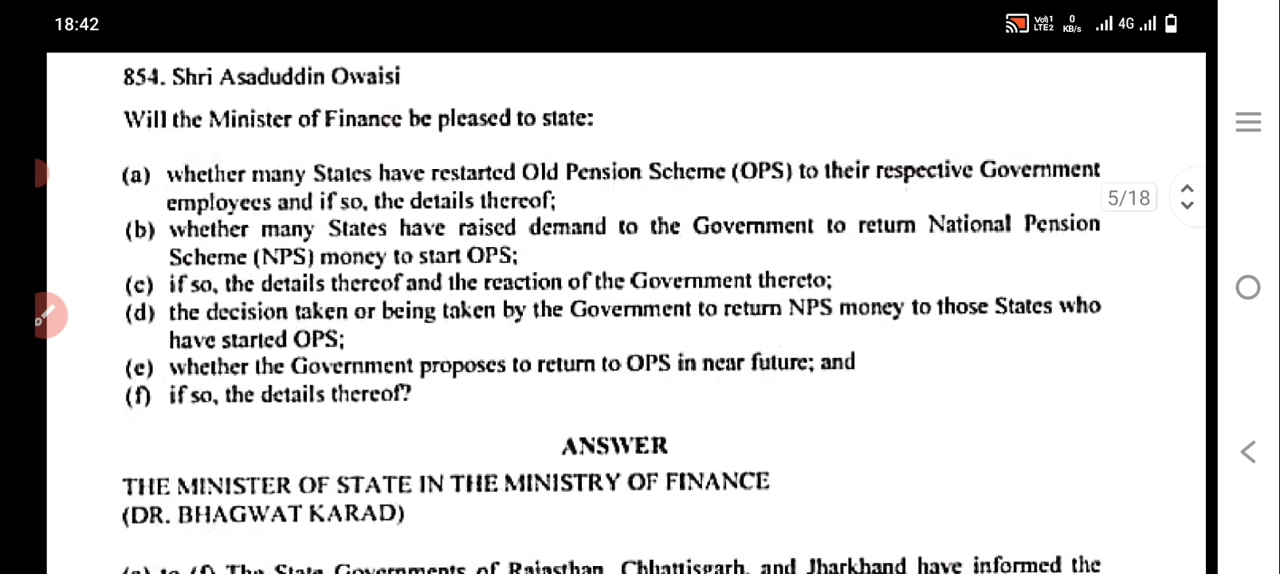 18:42
Vo)) 1 LTE2 0 KB/s 4G
854. Shri Asaduddin Owaisi
Will the Minister of Finance be pleased to state:
(a) whether many States have restarted Old Pension Scheme (OPS) to their respective Government
employees and if so, the details thereof;
5/18
(b) whether many States have raised demand to the Government to return National Pension
Scheme (NPS) money to start OPS;
(c) if so, the details thereof and the reaction of the Government thereto;
(d) the decision taken or being taken by the Government to return NPS money to those States who
have started OPS;
(e) whether the Government proposes to return to OPS in near future; and
(f) if so, the details thereof?
ANSWER
THE MINISTER OF STATE IN THE MINISTRY OF FINANCE
(DR. BHAGWAT KARAD)
(a) to (f) The State Governments of Rajasthan, Chhattisgarh, and Jharkhand have informed the